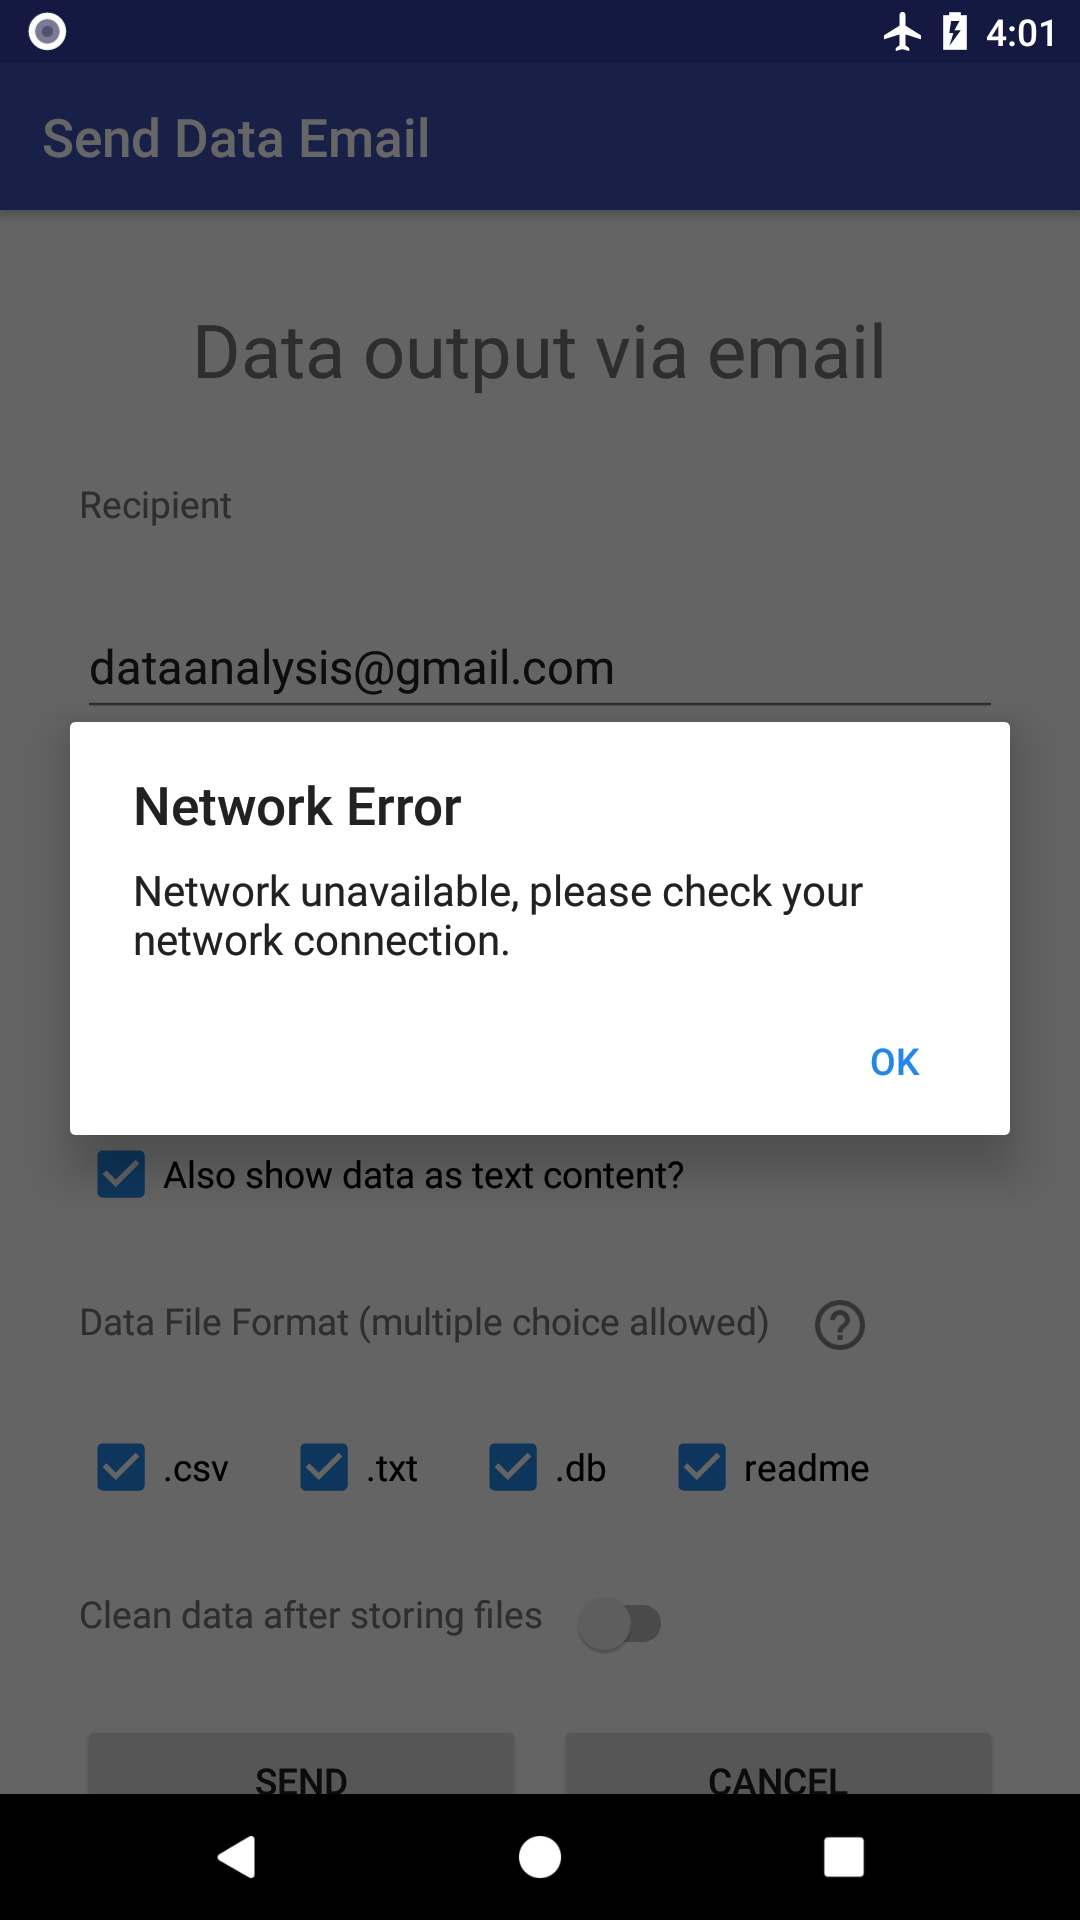 4:01
Send Data Email
Data output via email
Recipient
dataanalysis@gmail.com
Network Error
Network unavailable, please check your
network connection.
OK
Also show data as text content?
Data File Format (multiple choice allowed) ?
.csv .txt .db readme
Clean data after storing files
SEND CANCEL